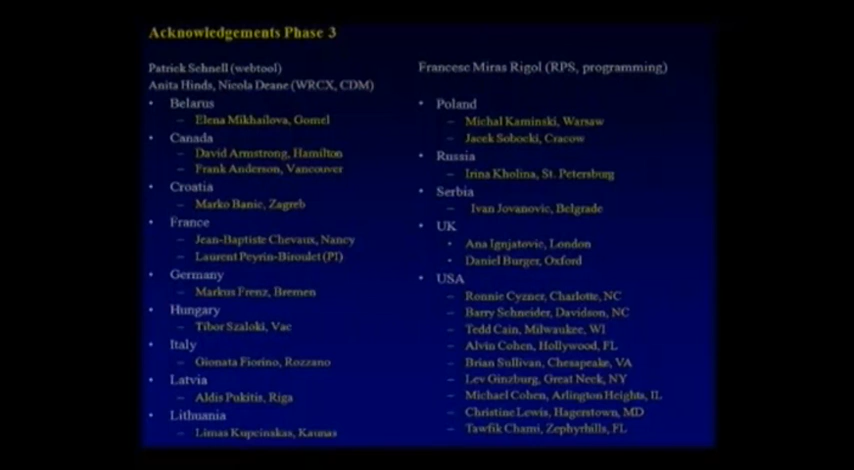 Acknowledgements Phase 3
Patrick Schnell (webtool)
Anita Hinds, Nicola Deane (WRCX, CDM)
• Belarus
– Elena Mikhailova, Gomel
• Canada
– David Armstrong, Hamilton
– Frank Anderson, Vancouver
• Croatia
– Marko Banic, Zagreb
• France
– Jean-Baptiste Chevaux, Nancy
– Laurent Peyrin-Biroulet (PI)
• Germany
– Markus Frenz, Bremen
• Hungary
– Tibor Szaloki, Vac
• Italy
– Gionata Fiorino, Rozzano
• Latvia
– Aldis Pukitis, Riga
• Lithuania
– Limas Kupcinskas, Kaunas
Francesc Miras Rigol (RPS, programming)
• Poland
– Michal Kaminski, Warsaw
– Jacek Sobocki, Cracow
• Russia
– Irina Kholina, St. Petersburg
• Serbia
– Ivan Jovanovic, Belgrade
• UK
• Ana Ignjatovic, London
• Daniel Burger, Oxford
• USA
– Ronnie Cyzner, Charlotte, NC
– Barry Schneider, Davidson, NC
– Tedd Cain, Milwaukee, WI
– Alvin Cohen, Hollywood, FL
– Brian Sullivan, Chesapeake, VA
– Lev Ginzburg, Great Neck, NY
– Michael Cohen, Arlington Heights, IL
– Christine Lewis, Hagerstown, MD
– Tawfik Chami, Zephyrhills, FL